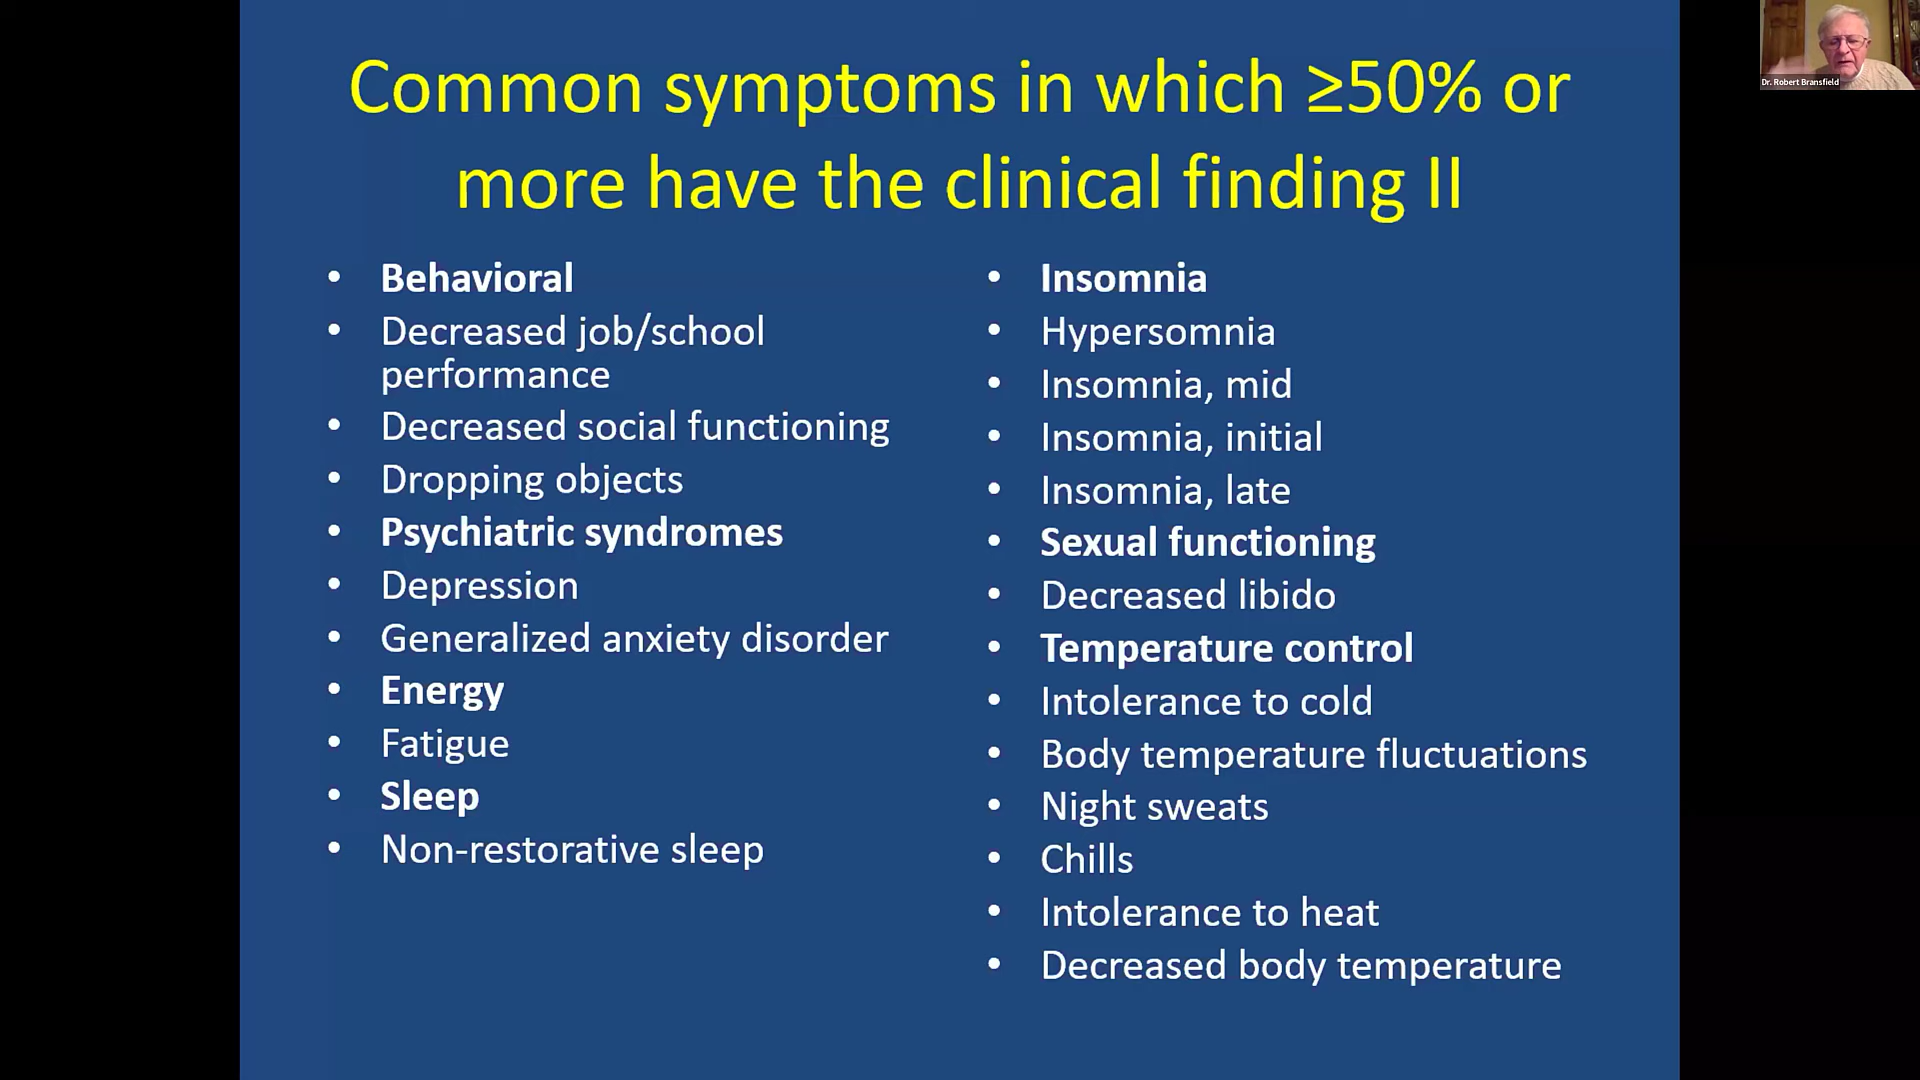 Common symptoms in which ≥50% or
more have the clinical finding II
• Behavioral
• Decreased job/school
performance
• Decreased social functioning
• Dropping objects
• Psychiatric syndromes
• Depression
• Generalized anxiety disorder
• Energy
• Fatigue
• Sleep
• Non-restorative sleep
• Insomnia
• Hypersomnia
• Insomnia, mid
• Insomnia, initial
• Insomnia, late
• Sexual functioning
• Decreased libido
• Temperature control
• Intolerance to cold
• Body temperature fluctuations
• Night sweats
• Chills
• Intolerance to heat
• Decreased body temperature
Dr. Robert Bransfield